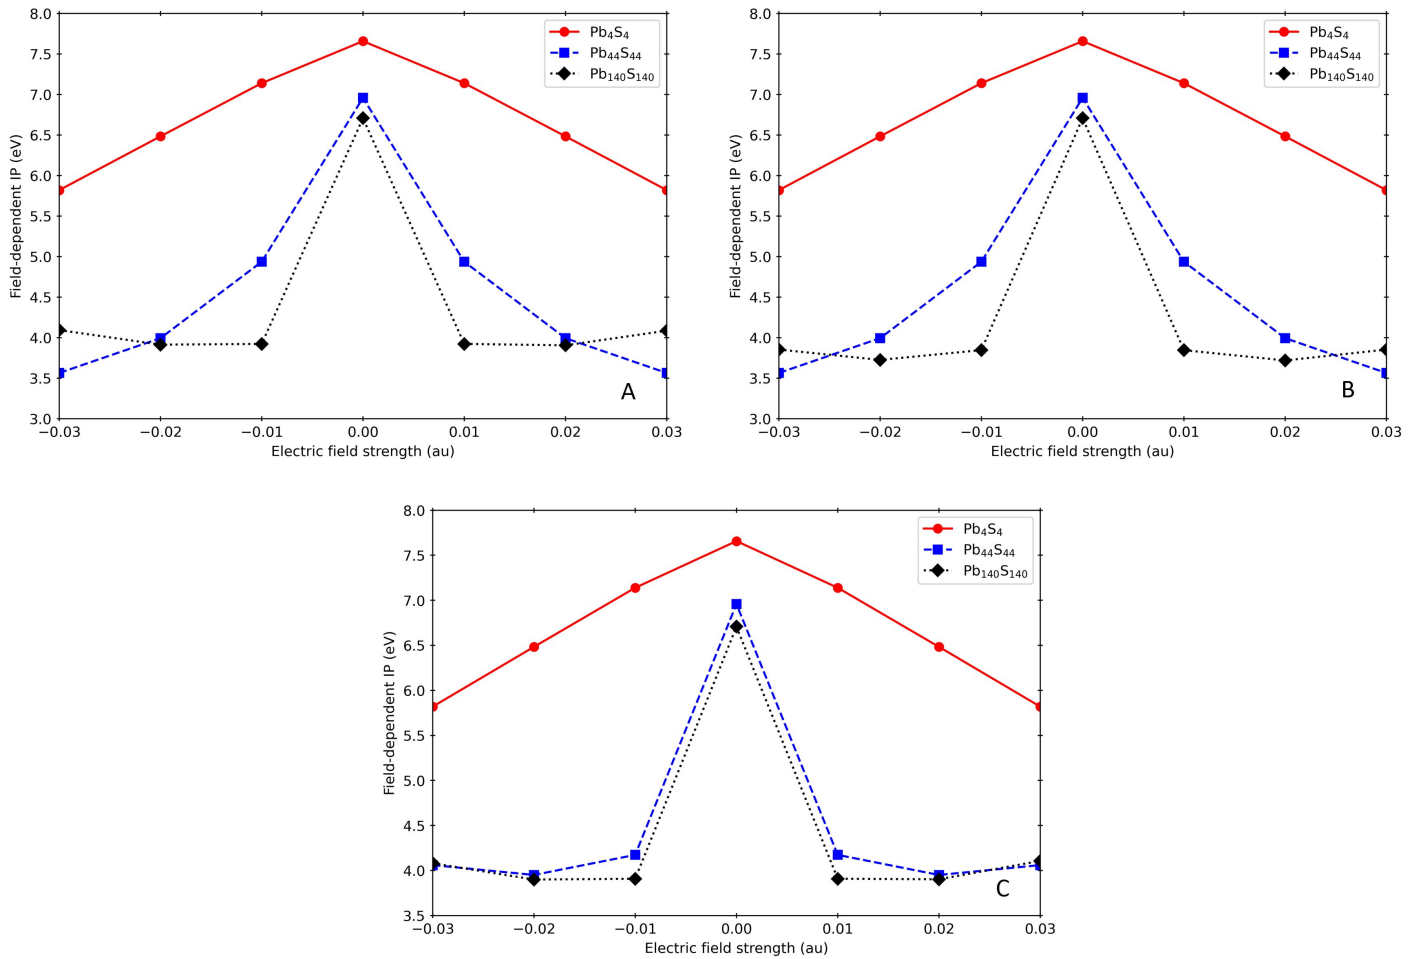 8.0
7.5
7.0
6.5
6.0
5.5
5.0
4.5
4.0
3.5
3.0
Field-dependent IP (eV)
Pb₄S₄
Pb₄₄S₄₄
Pb₁₄₀S₁₄₀
A
−0.03 −0.02 −0.01 0.00 0.01 0.02 0.03
Electric field strength (au)
8.0
7.5
7.0
6.5
6.0
5.5
5.0
4.5
4.0
3.5
3.0
Field-dependent IP (eV)
Pb₄S₄
Pb₄₄S₄₄
Pb₁₄₀S₁₄₀
B
−0.03 −0.02 −0.01 0.00 0.01 0.02 0.03
Electric field strength (au)
8.0
7.5
7.0
6.5
6.0
5.5
5.0
4.5
4.0
3.5
Field-dependent IP (eV)
Pb₄S₄
Pb₄₄S₄₄
Pb₁₄₀S₁₄₀
C
−0.03 −0.02 −0.01 0.00 0.01 0.02 0.03
Electric field strength (au)